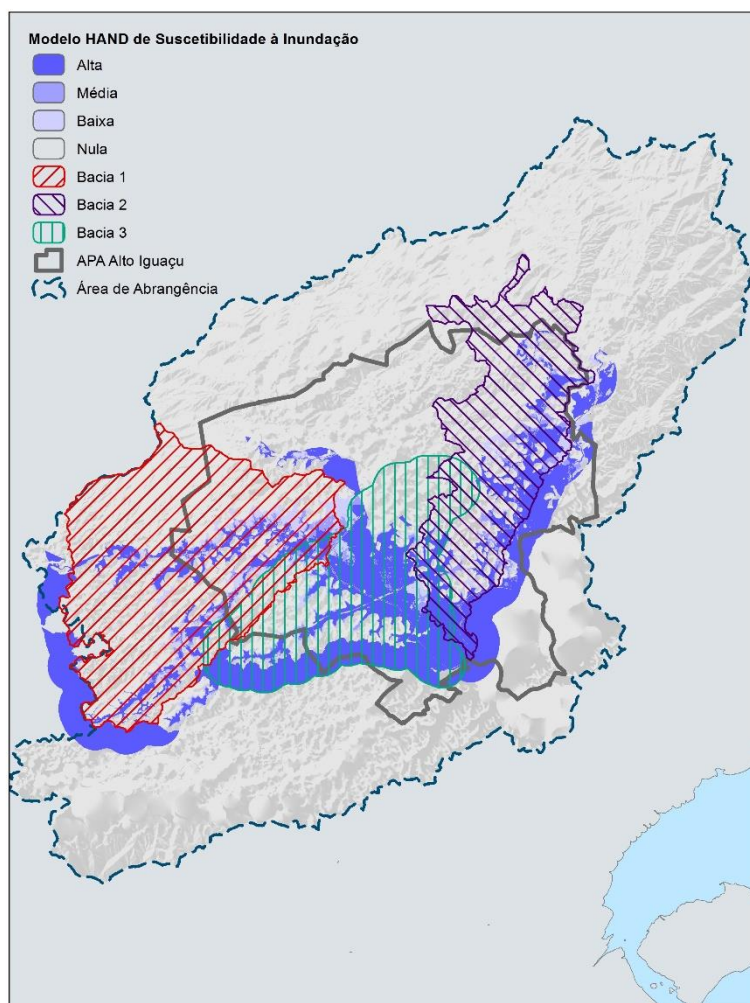 Modelo HAND de Suscetibilidade à Inundação
Alta
Média
Baixa
Nula
Bacia 1
Bacia 2
Bacia 3
APA Alto Iguaçu
Área de Abrangência